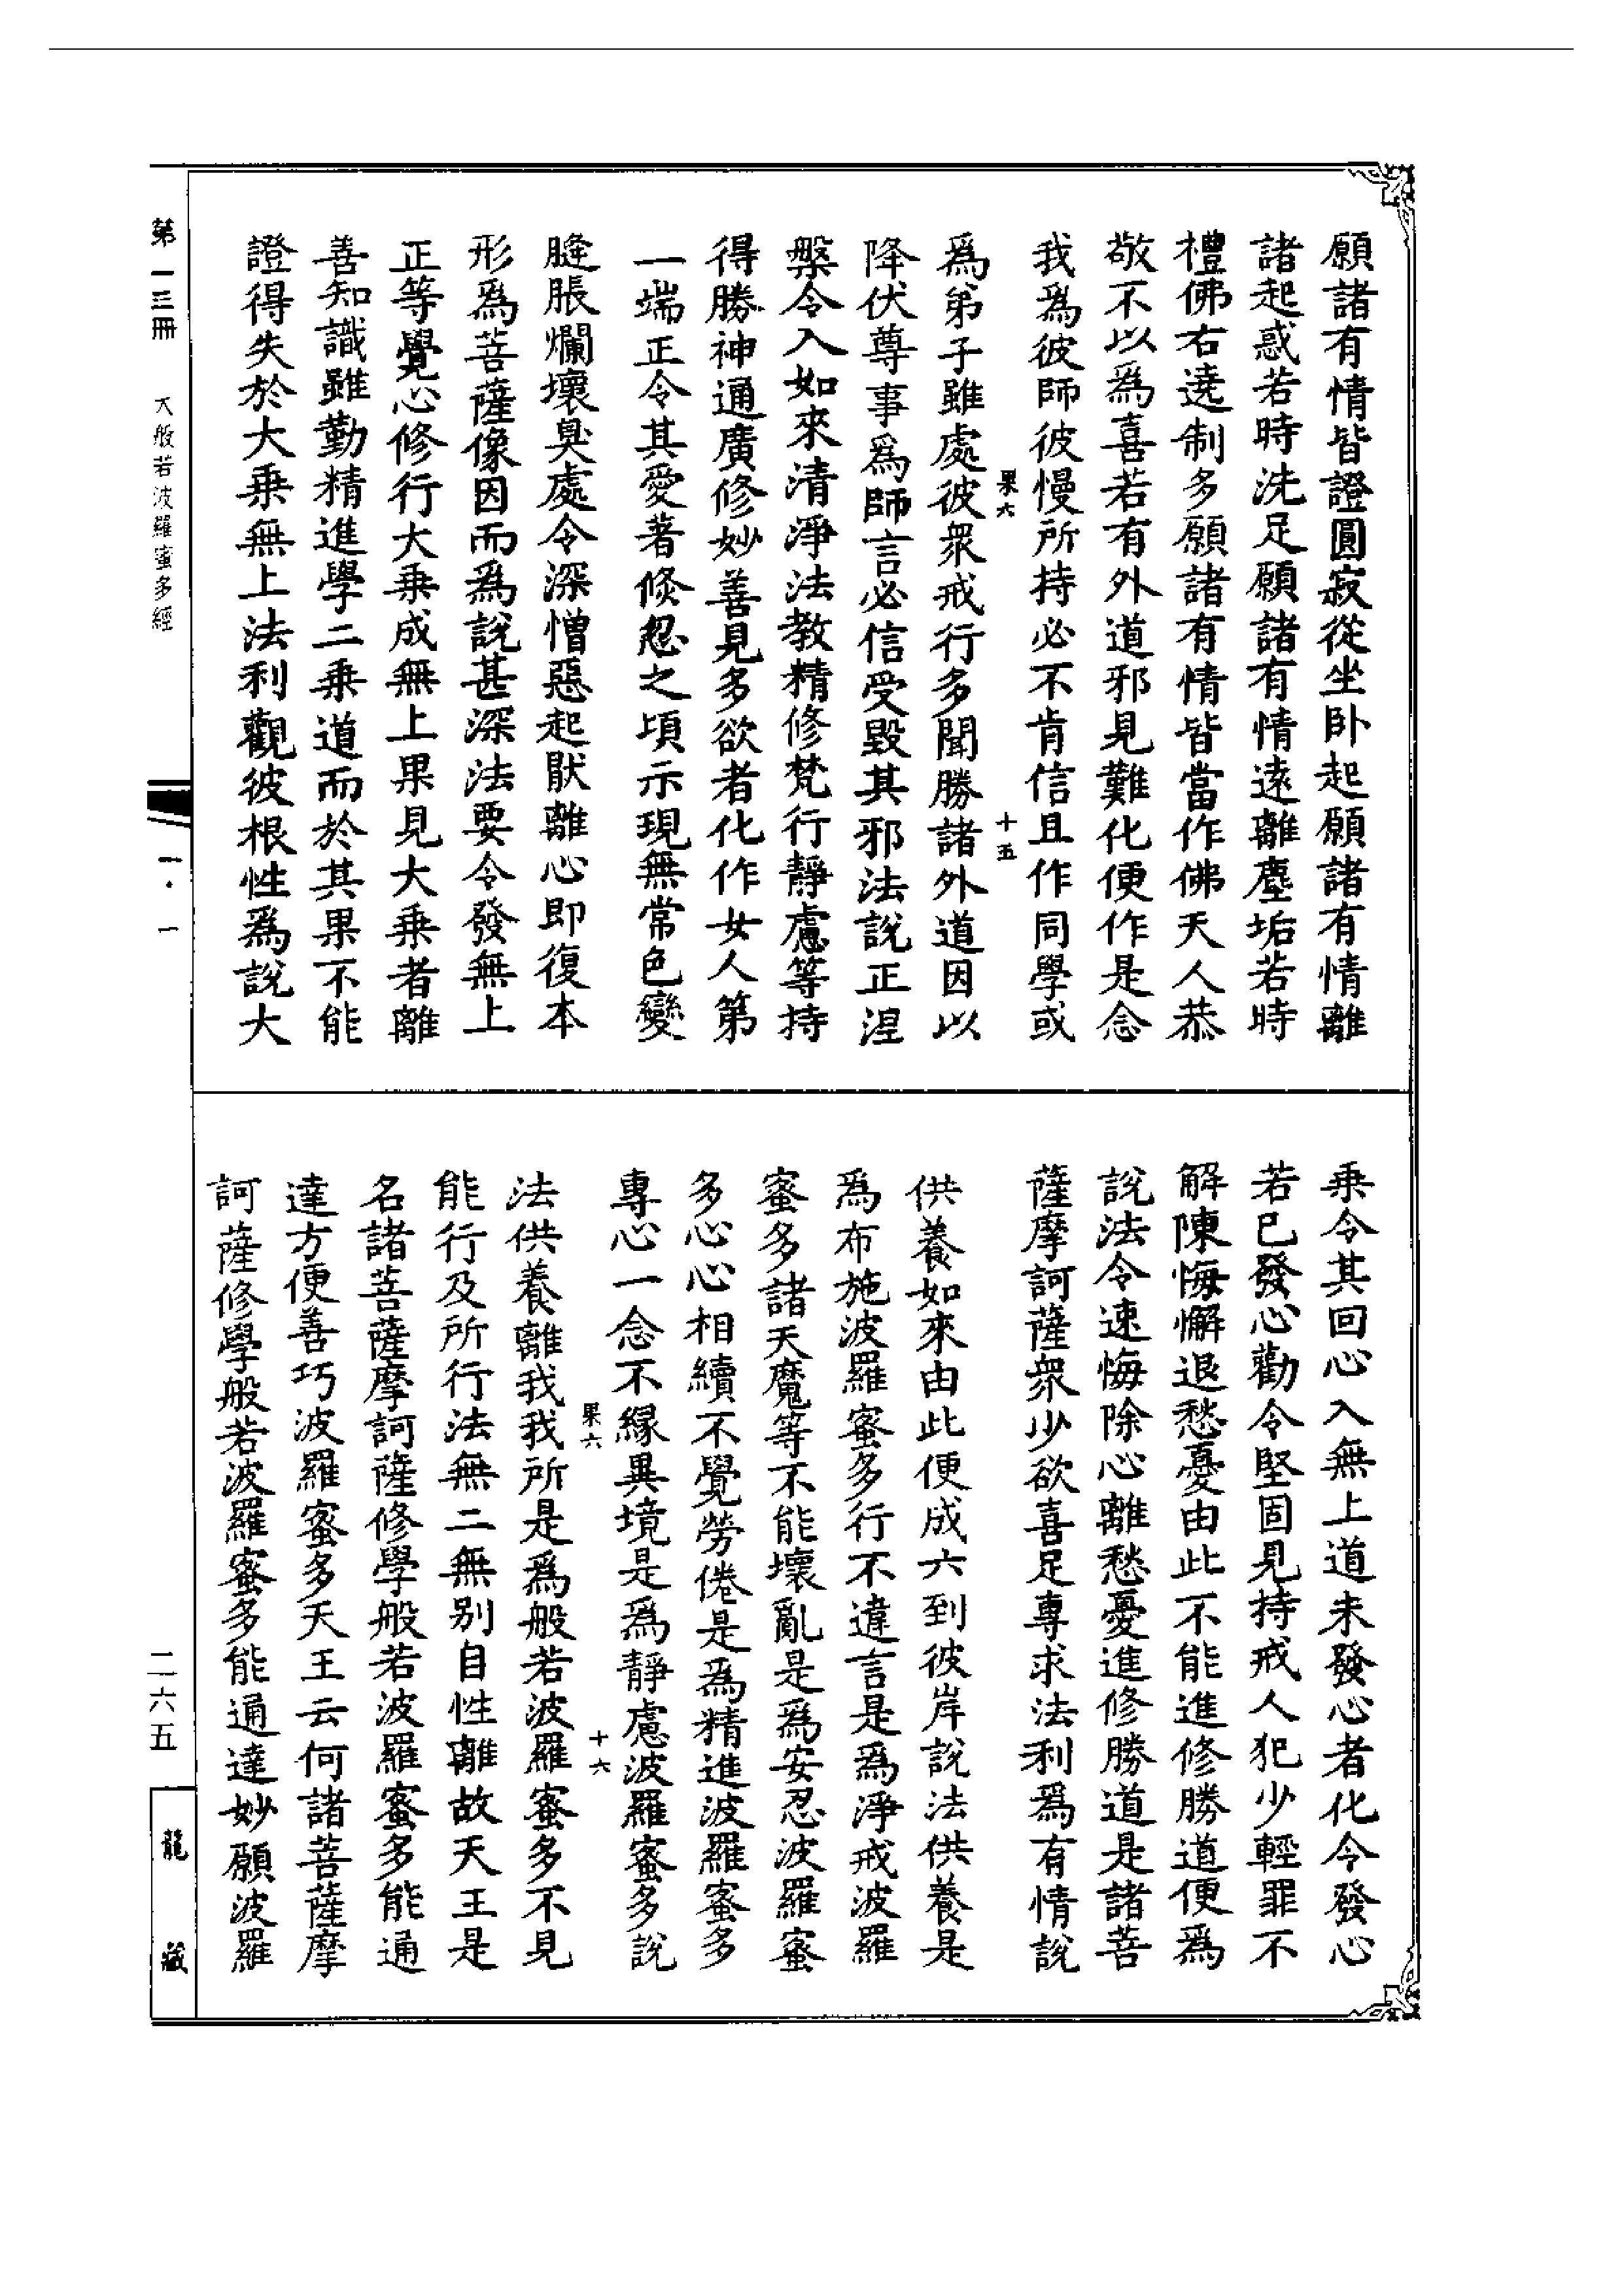 願諸有情皆證圓寂從坐卧起願諸有情離
諸起惑若時洗足願諸有情遠離塵垢若時
禮佛右遶制多願諸有情皆當作佛天人恭
敬不以爲喜若有外道邪見難化便作是念
我爲彼師彼慢所持必不肯信且作同學或
果六 十五
爲弟子雖處彼衆戒行多聞勝諸外道因以
降伏尊事爲師言必信受毀其邪法說正涅
槃令入如來清淨法教精修梵行靜慮等持
得勝神通廣修妙善見多欲者化作女人第
一端正令其愛著倏忽之頃示現無常色變
膖脹爛壞臭處令深憎惡起猒離心即復本
形爲菩薩像因而爲說甚深法要令發無上
正等覺心修行大乗成無上果見大乗者離
善知識雖勤精進學二乗道而於其果不能
證得失於大乗無上法利觀彼根性爲說大
乗令其回心入無上道未發心者化令發心
若已發心勸令堅固見持戒人犯少輕罪不
解陳悔懈退愁憂由此不能進修勝道便爲
說法令速悔除心離愁憂進修勝道是諸菩
薩摩訶薩衆少欲喜足專求法利爲有情說
供養如來由此便成六到彼岸說法供養是
爲布施波羅蜜多行不違言是爲淨戒波羅
蜜多諸天魔等不能壞亂是爲安忍波羅蜜
多心心相續不覺勞倦是爲精進波羅蜜多
專心一念不緣異境是爲靜慮波羅蜜多說
果六 十六
法供養離我我所是爲般若波羅蜜多不見
能行及所行法無二無別自性離故天王是
名諸菩薩摩訶薩修學般若波羅蜜多能通
達方便善巧波羅蜜多天王云何諸菩薩摩
訶薩修學般若波羅蜜多能通達妙願波羅
第一三冊 大般若波羅蜜多經 一·一 二六五 龍藏